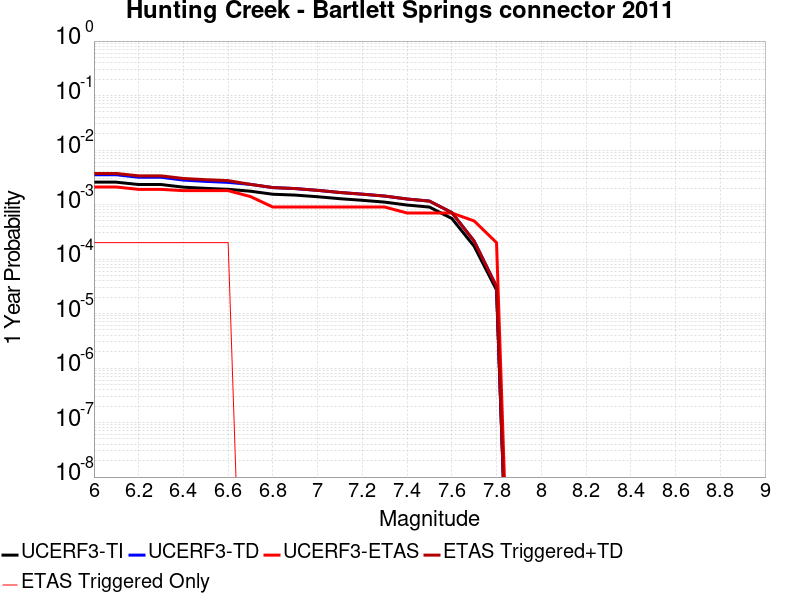 Hunting Creek - Bartlett Springs connector 2011
10^0
10^-1
10^-2
10^-3
10^-4
10^-5
10^-6
10^-7
10^-8
1 Year Probability
6 6.2 6.4 6.6 6.8 7 7.2 7.4 7.6 7.8 8 8.2 8.4 8.6 8.8 9
Magnitude
UCERF3-TI UCERF3-TD UCERF3-ETAS ETAS Triggered+TD
ETAS Triggered Only